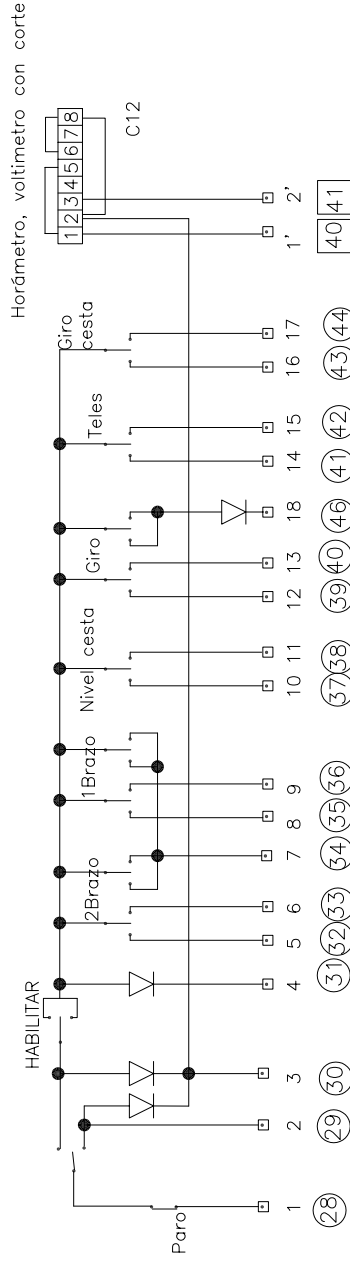 Horámetro, voltimetro con corte
1 2 3 4 5 6 7 8
C12
HABILITAR
2Brazo
1Brazo
Nivel cesta
Giro
Teles
Giro
cesta
Paro
1 2 3 4 5 6 7 8 9 10 11 12 13 18 14 15 16 17 1' 2'
28 29 30 31 32 33 34 35 36 37 38 39 40 46 41 42 43 44 40 41